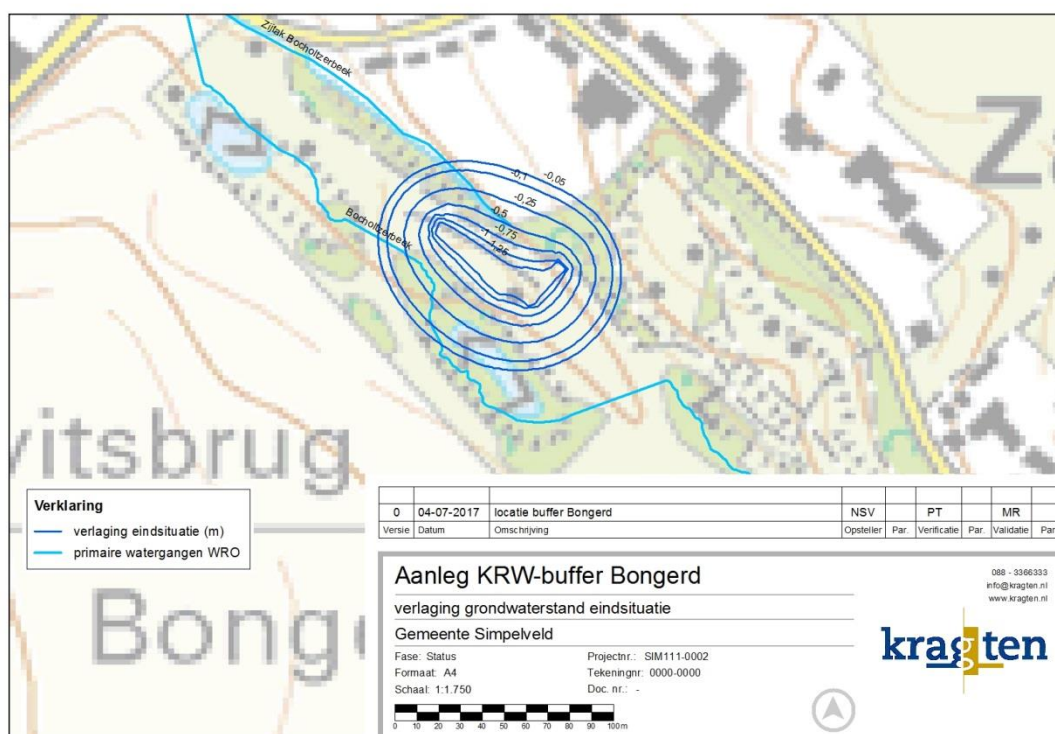 Zijtak Bocholtzerbeek
Z
-0,05
-0,1
-0,25
-0,5
-0,75
-1
-1,25
Bocholtzerbeek
vitsbrug
Bong
Verklaring
verlaging eindsituatie (m)
primaire watergangen WRO
0 04-07-2017 locatie buffer Bongerd NSV PT MR
Versie Datum Omschrijving Opsteller Par. Verificatie Par. Validatie Par
Aanleg KRW-buffer Bongerd
verlaging grondwaterstand eindsituatie
Gemeente Simpelveld
Fase: Status Projectnr.: SIM111-0002
Formaat: A4 Tekeningnr: 0000-0000
Schaal: 1:1.750 Doc. nr.: -
0 10 20 30 40 50 60 70 80 90 100m
088 - 3366333
info@kragten.nl
www.kragten.nl
kragten